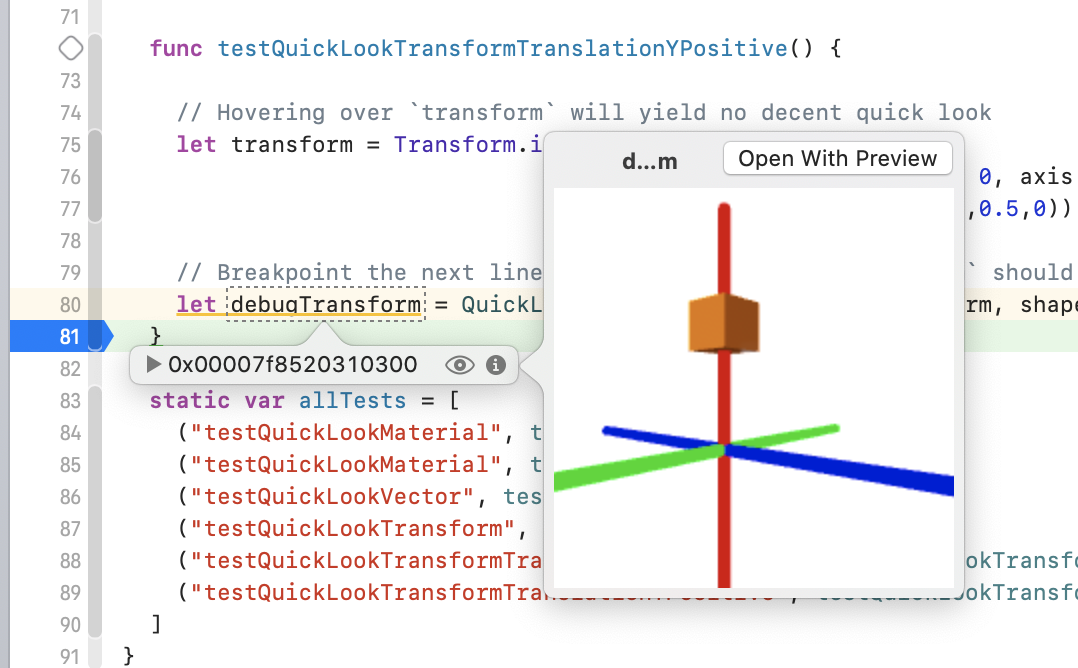 71
func testQuickLookTransformTranslationYPositive() {
73
74 // Hovering over `transform` will yield no decent quick look
75 let transform = Transform.i
76 0, axis
77 ,0.5,0))
78
79 // Breakpoint the next line ` should
80 let debugTransform = QuickL rm, shape
81 }
82
83 static var allTests = [
84 ("testQuickLookMaterial", t
85 ("testQuickLookMaterial", t
86 ("testQuickLookVector", tes
87 ("testQuickLookTransform",
88 ("testQuickLookTransformTra ookTransfo
89 ("testQuickLookTransformTranslationYPositive", testQuickLookTransfo
90 ]
91 }
d...m
Open With Preview
0x00007f8520310300